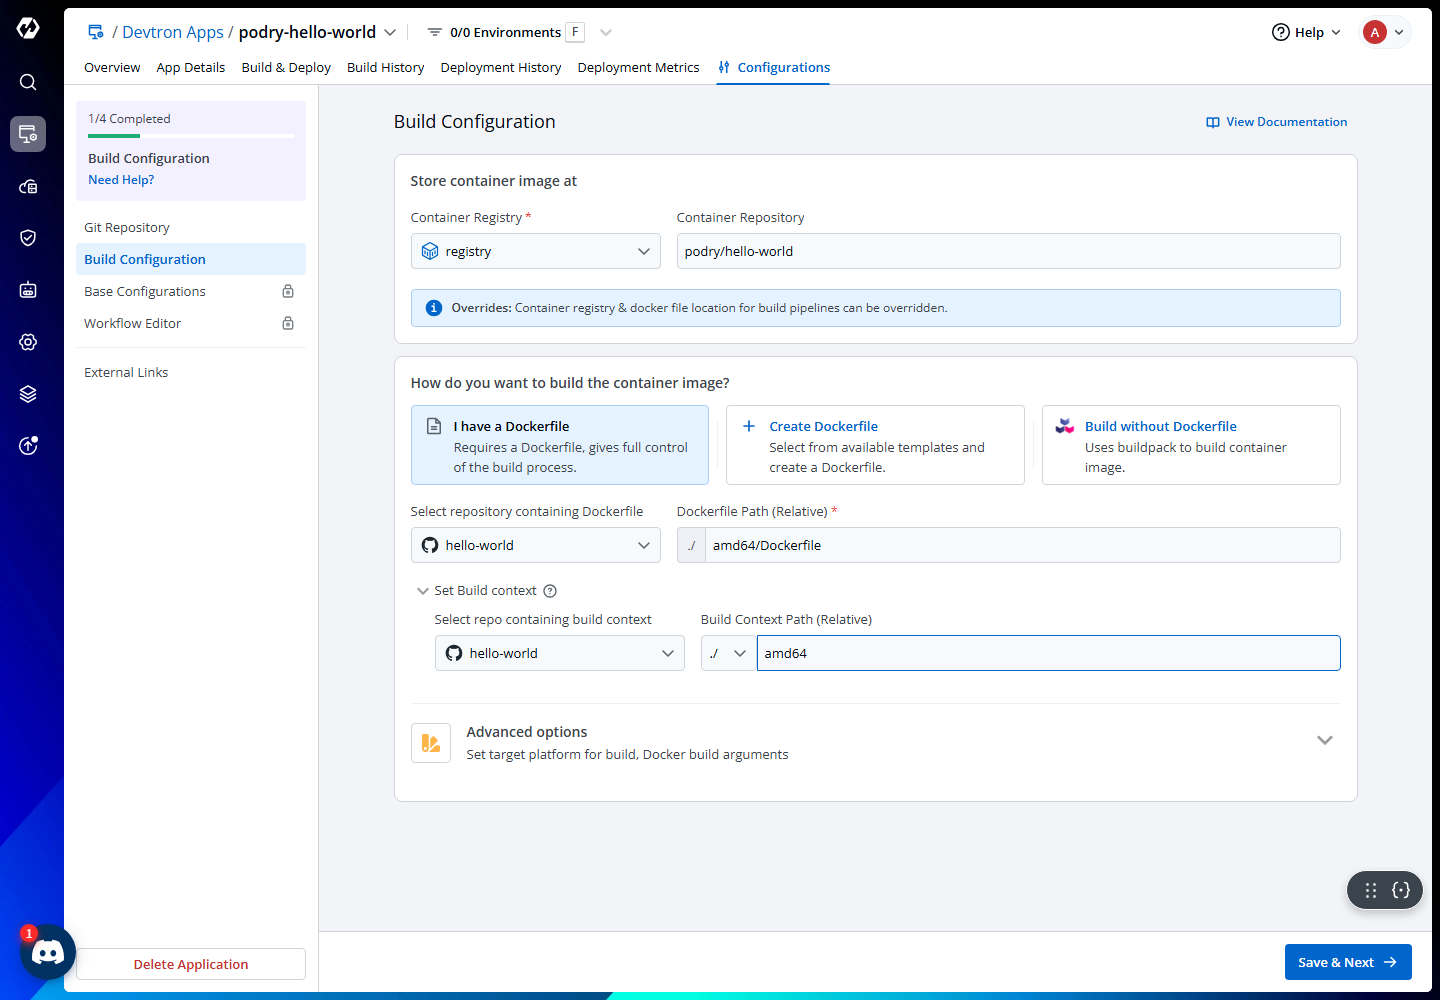 / Devtron Apps / podry-hello-world
0/0 Environments F
Help
A
Overview App Details Build & Deploy Build History Deployment History Deployment Metrics Configurations
1/4 Completed
Build Configuration
Need Help?
Git Repository
Build Configuration
Base Configurations
Workflow Editor
External Links
Build Configuration
View Documentation
Store container image at
Container Registry * Container Repository
registry podry/hello-world
Overrides: Container registry & docker file location for build pipelines can be overridden.
How do you want to build the container image?
I have a Dockerfile
Requires a Dockerfile, gives full control
of the build process.
Create Dockerfile
Select from available templates and
create a Dockerfile.
Build without Dockerfile
Uses buildpack to build container
image.
Select repository containing Dockerfile Dockerfile Path (Relative) *
hello-world ./ amd64/Dockerfile
Set Build context
Select repo containing build context Build Context Path (Relative)
hello-world ./ amd64
Advanced options
Set target platform for build, Docker build arguments
1
Delete Application
Save & Next